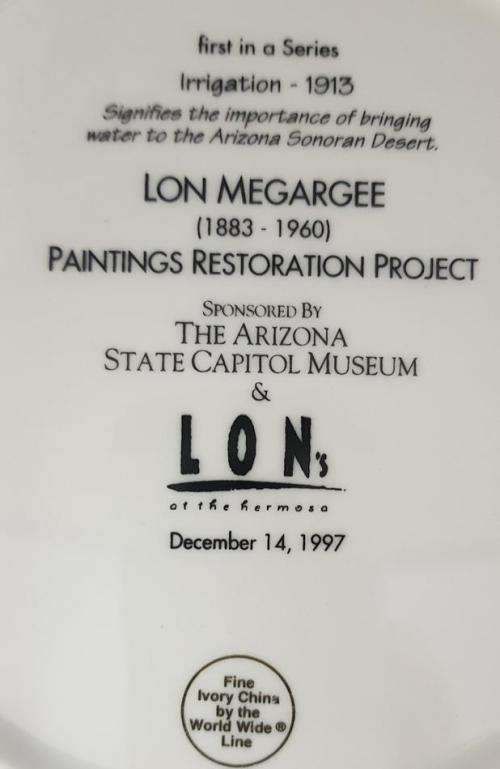 first in a Series
Irrigation - 1913
Signifies the importance of bringing
water to the Arizona Sonoran Desert.
LON MEGARGEE
(1883 - 1960)
PAINTINGS RESTORATION PROJECT
SPONSORED BY
THE ARIZONA
STATE CAPITOL MUSEUM
&
LON's
at the hermosa
December 14, 1997
Fine
Ivory China
by the
World Wide ®
Line